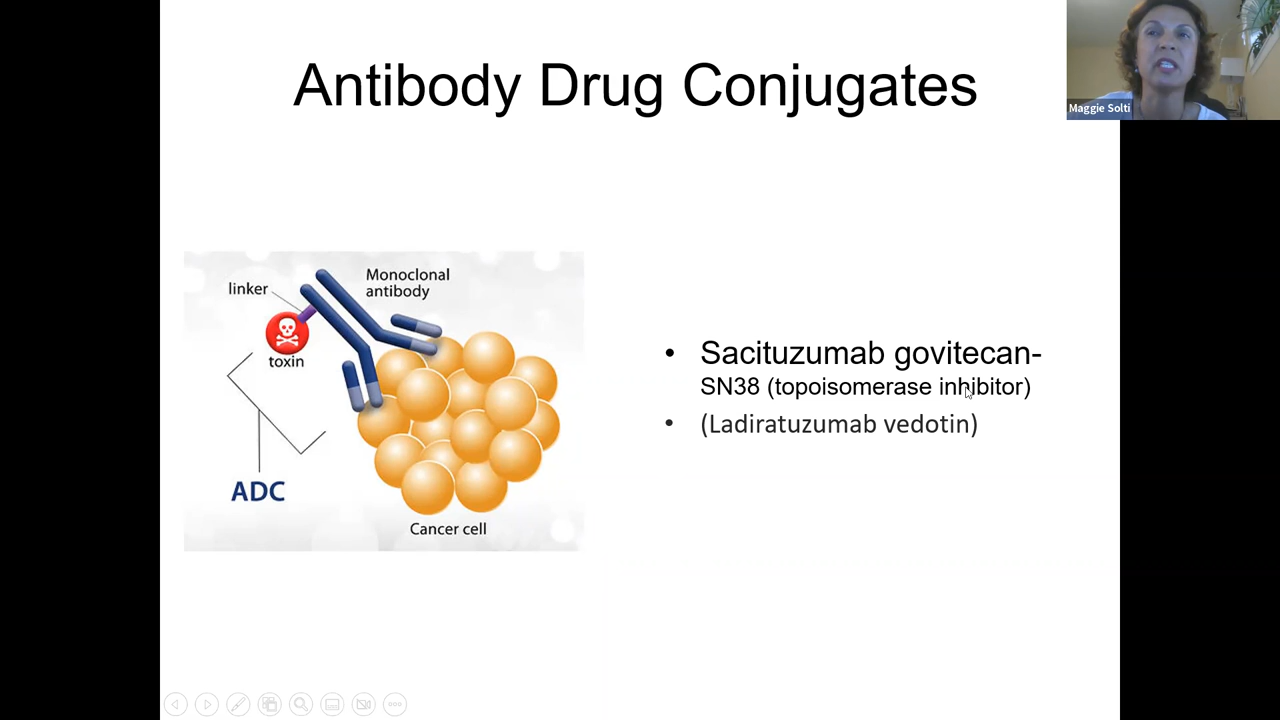 Antibody Drug Conjugates
Maggie Solti
linker
Monoclonal
antibody
toxin
ADC
Cancer cell
• Sacituzumab govitecan-
SN38 (topoisomerase inhibitor)
• (Ladiratuzumab vedotin)